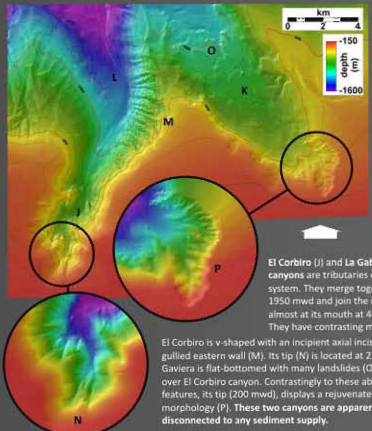 km
0 2 4
-150
depth
(m)
-1600
O
L
K
M
J
P
N
El Corbiro (J) and La Gab
canyons are tributaries
system. They merge toge
1950 mwd and join the
almost at its mouth at 4
They have contrasting m
El Corbiro is v-shaped with an incipient axial incis
gullied eastern wall (M). Its tip (N) is located at 2
Gaviera is flat-bottomed with many landslides (O
over El Corbiro canyon. Contrastingly to these ab
features, its tip (200 mwd), displays a rejuvenate
morphology (P). These two canyons are apparen
disconnected to any sediment supply.